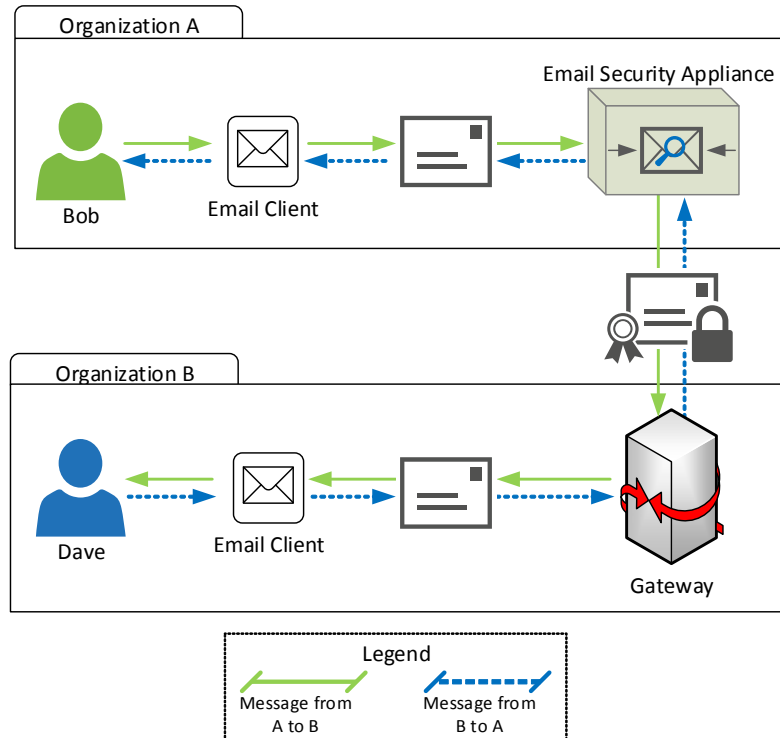 Organization A
Email Security Appliance
Bob
Email Client
Organization B
Dave
Email Client
Gateway
Legend
Message from
A to B
Message from
B to A